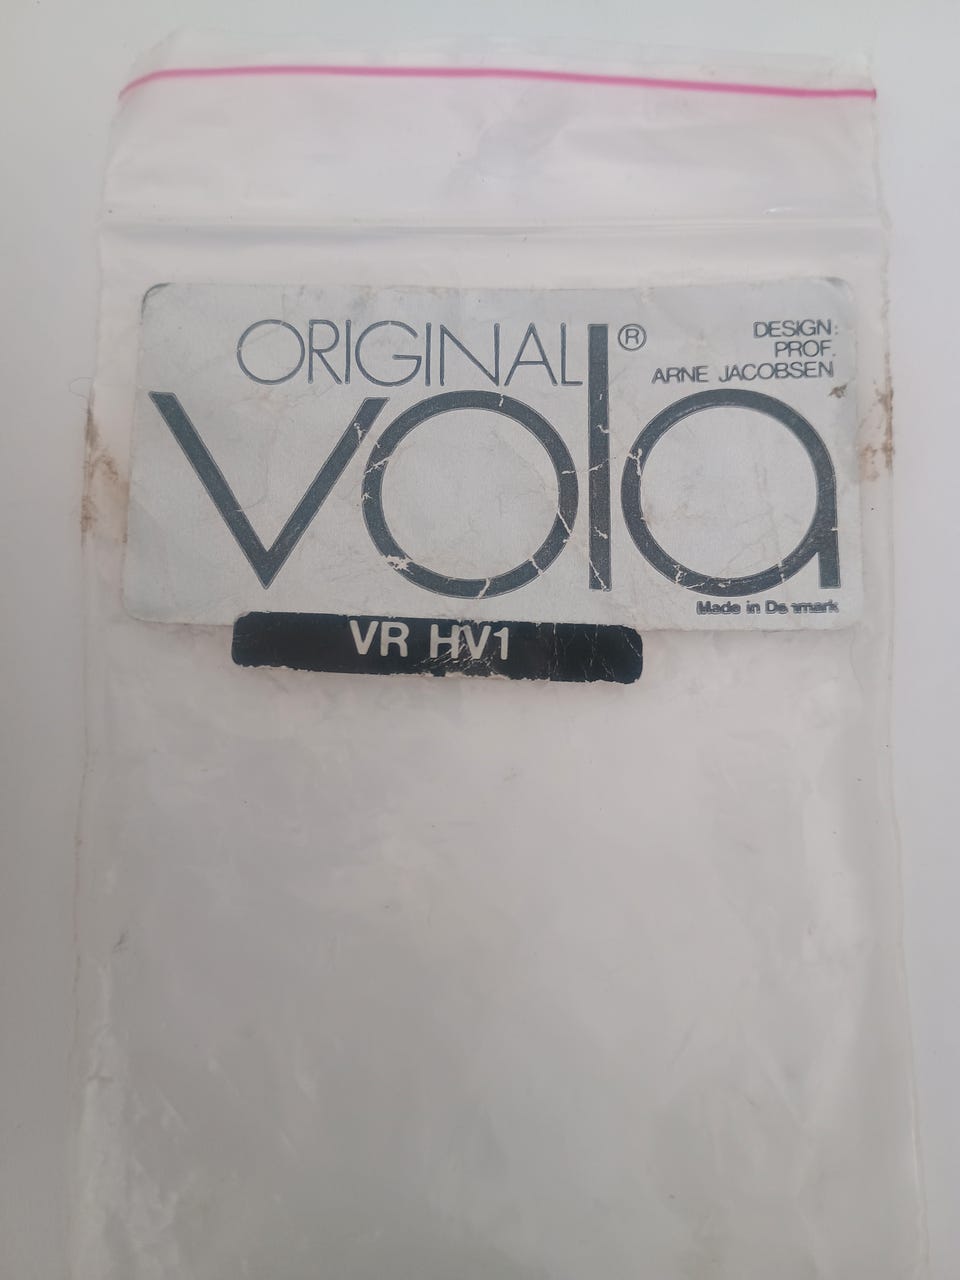 ORIGINAL ®
DESIGN:
PROF.
ARNE JACOBSEN
vola
Made in Denmark
VR HV1